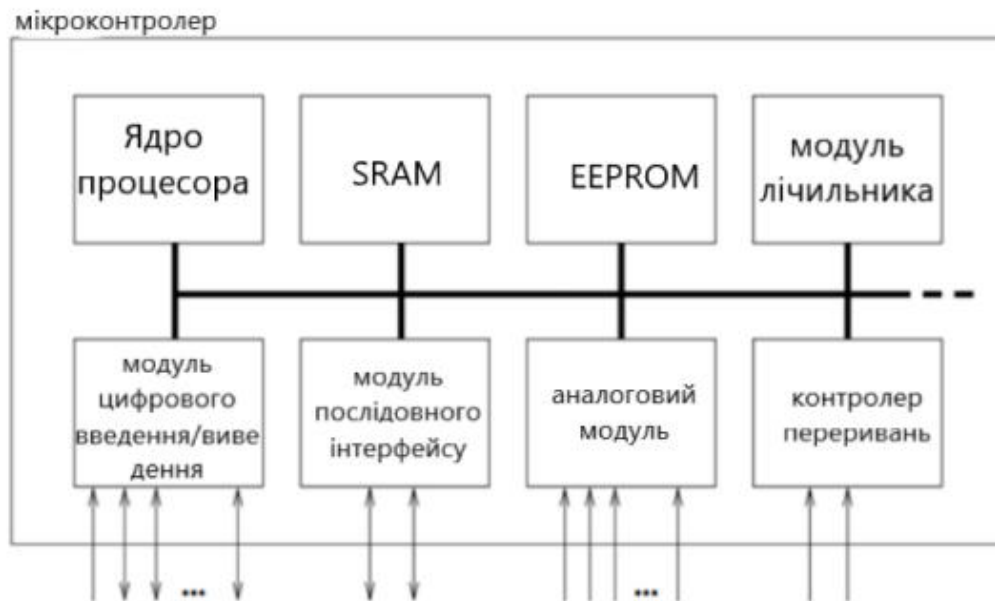 мікроконтролер
Ядро
процесора
SRAM
EEPROM
модуль
лічильника
модуль
цифрового
введення/виве
дення
модуль
послідовного
інтерфейсу
аналоговий
модуль
контролер
переривань
...
...